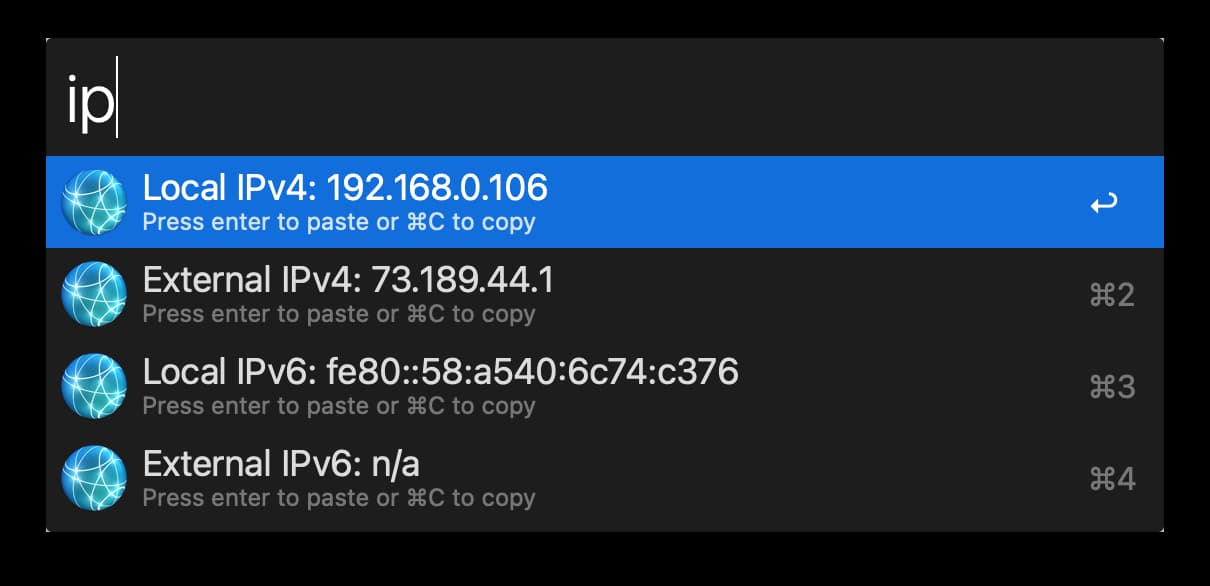 ip
Local IPv4: 192.168.0.106
Press enter to paste or ⌘C to copy
↩
External IPv4: 73.189.44.1
Press enter to paste or ⌘C to copy
⌘2
Local IPv6: fe80::58:a540:6c74:c376
Press enter to paste or ⌘C to copy
⌘3
External IPv6: n/a
Press enter to paste or ⌘C to copy
⌘4